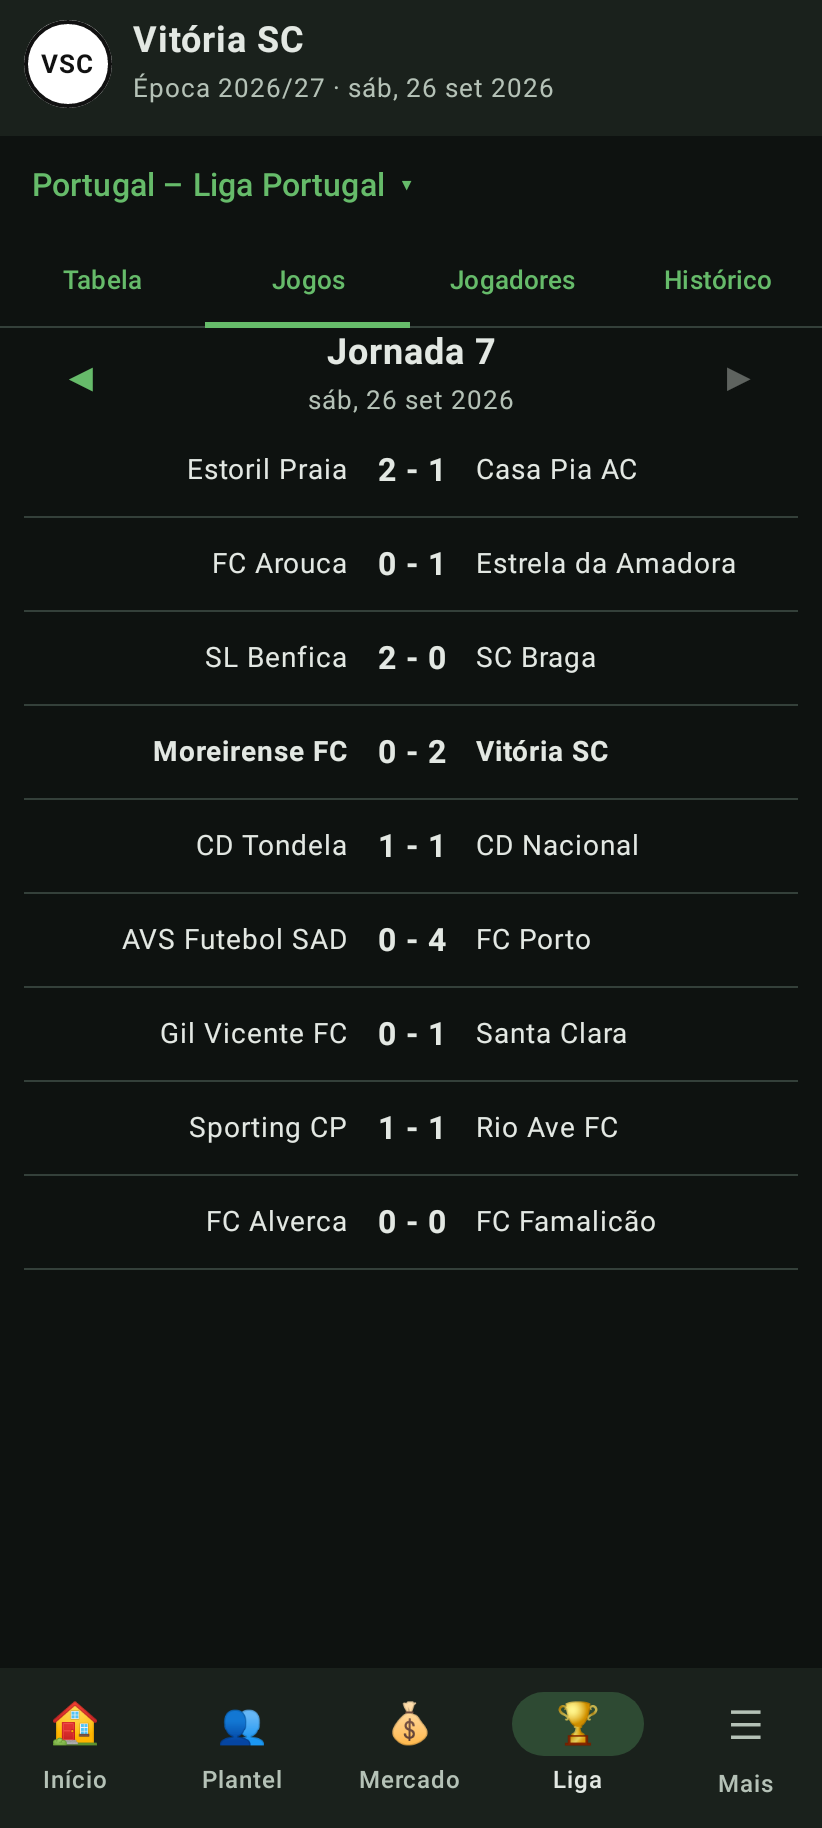 VSC
Vitória SC
Época 2026/27 · sáb, 26 set 2026
Portugal – Liga Portugal ▼
Tabela Jogos Jogadores Histórico
Jornada 7
sáb, 26 set 2026
Estoril Praia 2 - 1 Casa Pia AC
FC Arouca 0 - 1 Estrela da Amadora
SL Benfica 2 - 0 SC Braga
Moreirense FC 0 - 2 Vitória SC
CD Tondela 1 - 1 CD Nacional
AVS Futebol SAD 0 - 4 FC Porto
Gil Vicente FC 0 - 1 Santa Clara
Sporting CP 1 - 1 Rio Ave FC
FC Alverca 0 - 0 FC Famalicão
Início Plantel Mercado Liga Mais